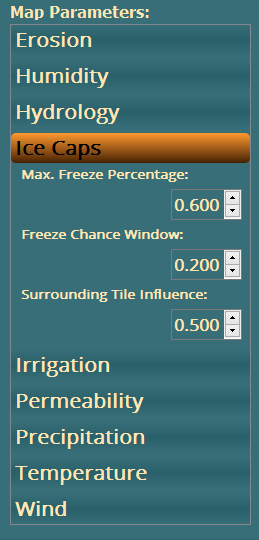 Map Parameters:
Erosion
Humidity
Hydrology
Ice Caps
Max. Freeze Percentage:
0.600
Freeze Chance Window:
0.200
Surrounding Tile Influence:
0.500
Irrigation
Permeability
Precipitation
Temperature
Wind